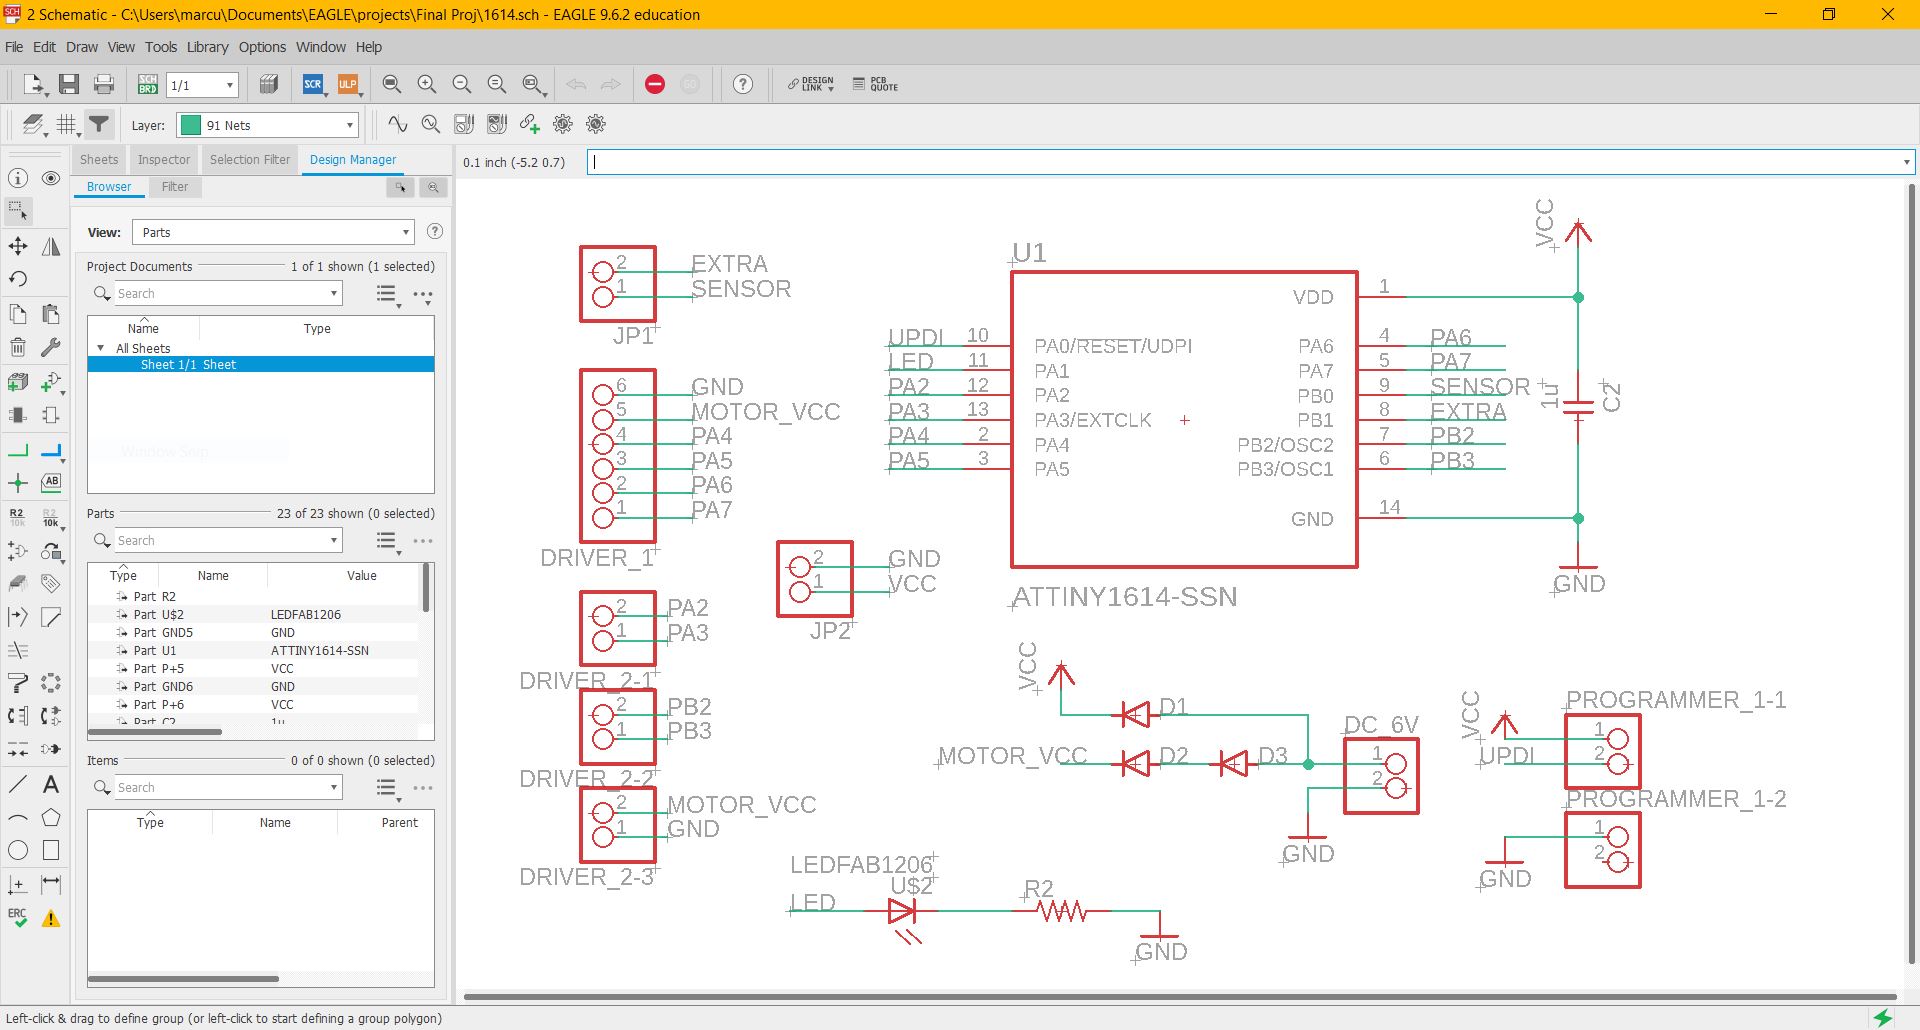 2 Schematic - C:\Users\marcu\Documents\EAGLE\projects\Final Proj\1614.sch - EAGLE 9.6.2 education
File Edit Draw View Tools Library Options Window Help
SCH BRD 1/1 SCR ULP DESIGN LINK PCB QUOTE
Layer: 91 Nets
Sheets Inspector Selection Filter Design Manager
0.1 inch (-5.2 0.7)
Browser Filter
View: Parts
Project Documents 1 of 1 shown (1 selected)
Search
Name Type
All Sheets
Sheet 1/1 Sheet
Parts 23 of 23 shown (0 selected)
Search
Type Name Value
Part R2
Part U$2 LEDFAB1206
Part GND5 GND
Part U1 ATTINY1614-SSN
Part P+5 VCC
Part GND6 GND
Part P+6 VCC
Part C2 1u
Items 0 of 0 shown (0 selected)
Search
Type Name Parent
R2 10k
R2 10k
ERC
2 EXTRA
1 SENSOR
JP1
6 GND
5 MOTOR_VCC
4 PA4
3 PA5
2 PA6
1 PA7
DRIVER_1
2 PA2
1 PA3
DRIVER_2-1
2 PB2
1 PB3
DRIVER_2-2
2 MOTOR_VCC
1 GND
DRIVER_2-3
2 GND
1 VCC
JP2
U1
UPDI 10 PA0/RESET/UDPI
LED 11 PA1
PA2 12 PA2
PA3 13 PA3/EXTCLK
PA4 2 PA4
PA5 3 PA5
VDD 1
PA6 4 PA6
PA7 5 PA7
PB0 9 SENSOR
PB1 8 EXTRA
PB2/OSC2 7 PB2
PB3/OSC1 6 PB3
GND 14
ATTINY1614-SSN
VCC
1u C2
GND
VCC
D1
MOTOR_VCC D2 D3
DC_6V
1
2
GND
VCC
PROGRAMMER_1-1
1
UPDI 2
PROGRAMMER_1-2
1
2
GND
LEDFAB1206
U$2
LED
R2
GND
Left-click & drag to define group (or left-click to start defining a group polygon)